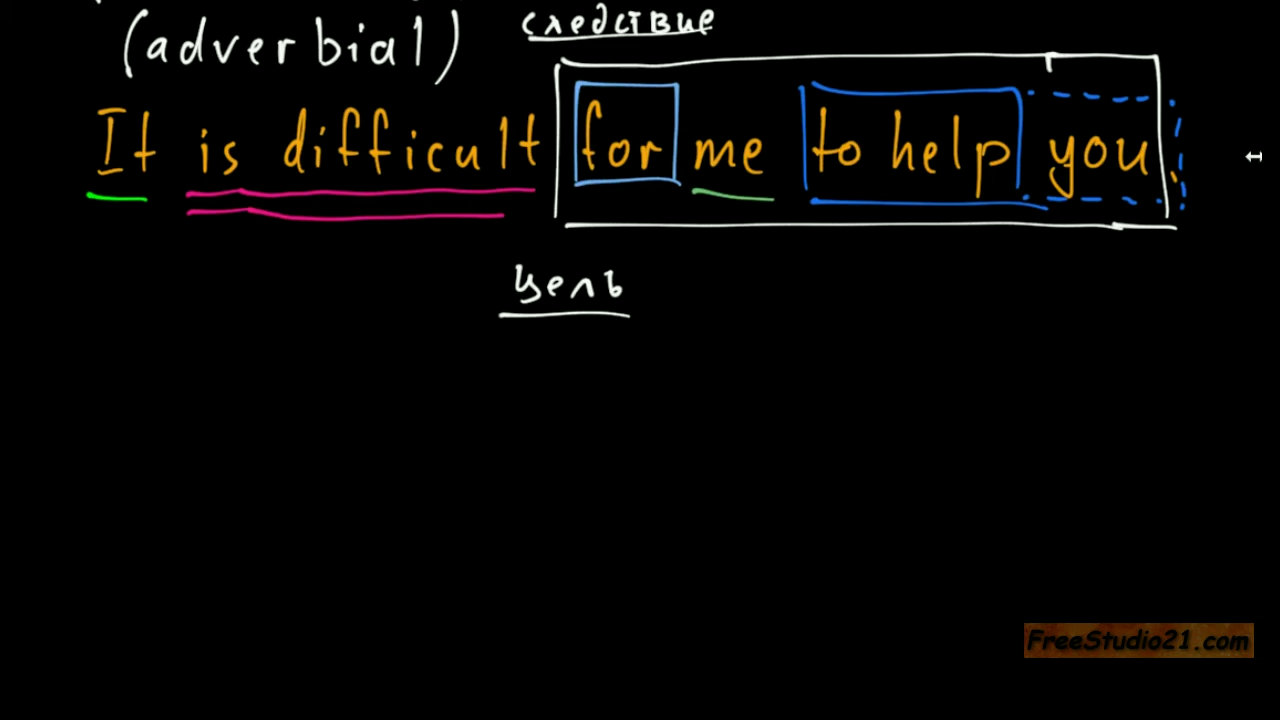 следствие
(adverbial)
It is difficult for me to help you.
цель
FreeStudio21.com